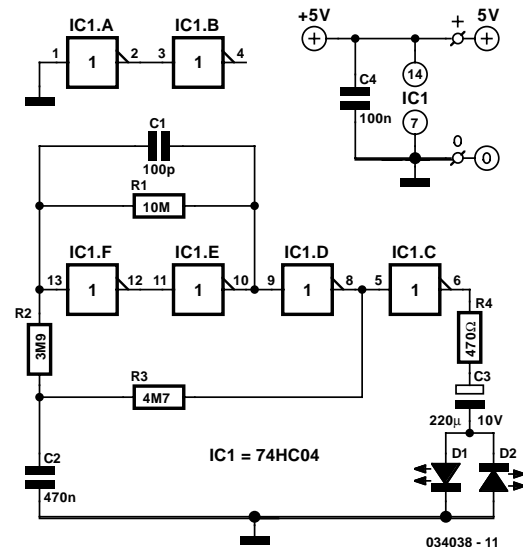 IC1.A IC1.B
1 1 2 3 1 4
+5V + 5V
C4
100n
14
IC1
7
0 0
C1
100p
R1
10M
IC1.F IC1.E IC1.D IC1.C
13 1 12 11 1 10 9 1 8 5 1 6
R2
3M9
R4
470Ω
R3
4M7
C3
220µ 10V
C2
470n
IC1 = 74HC04
D1 D2
034038 - 11